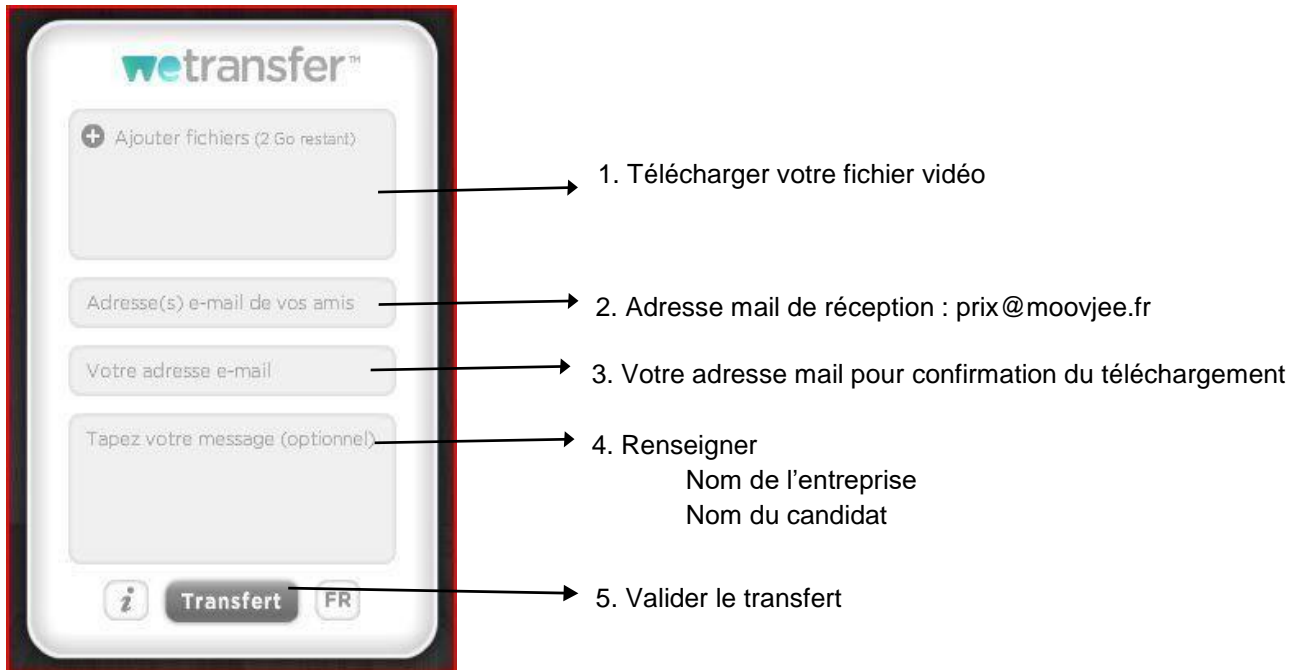 wetransfer™
Ajouter fichiers (2 Go restant)
1. Télécharger votre fichier vidéo
Adresse(s) e-mail de vos amis
2. Adresse mail de réception : prix@moovjee.fr
Votre adresse e-mail
3. Votre adresse mail pour confirmation du téléchargement
Tapez votre message (optionnel)
4. Renseigner
Nom de l’entreprise
Nom du candidat
i
Transfert
FR
5. Valider le transfert